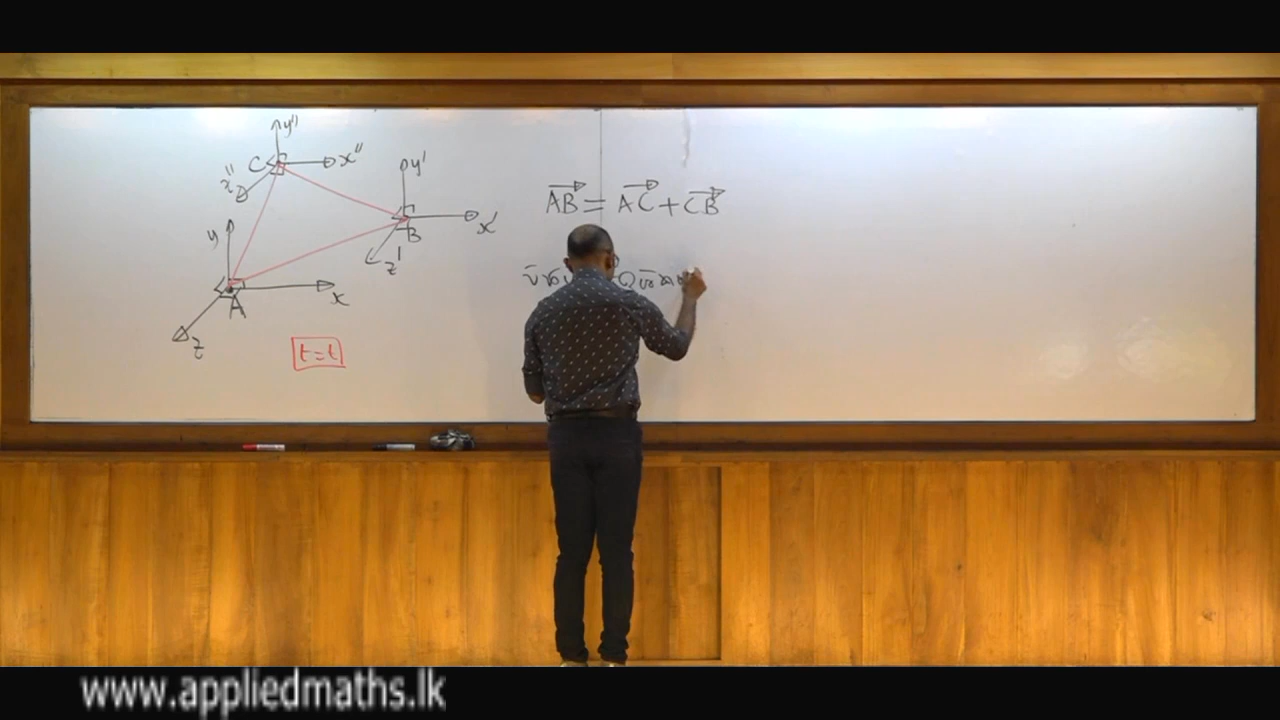 y"
C
x"
z"
y'
x'
B
z'
y
A
x
z
t=t
AB = AC + CB
www.appliedmaths.lk